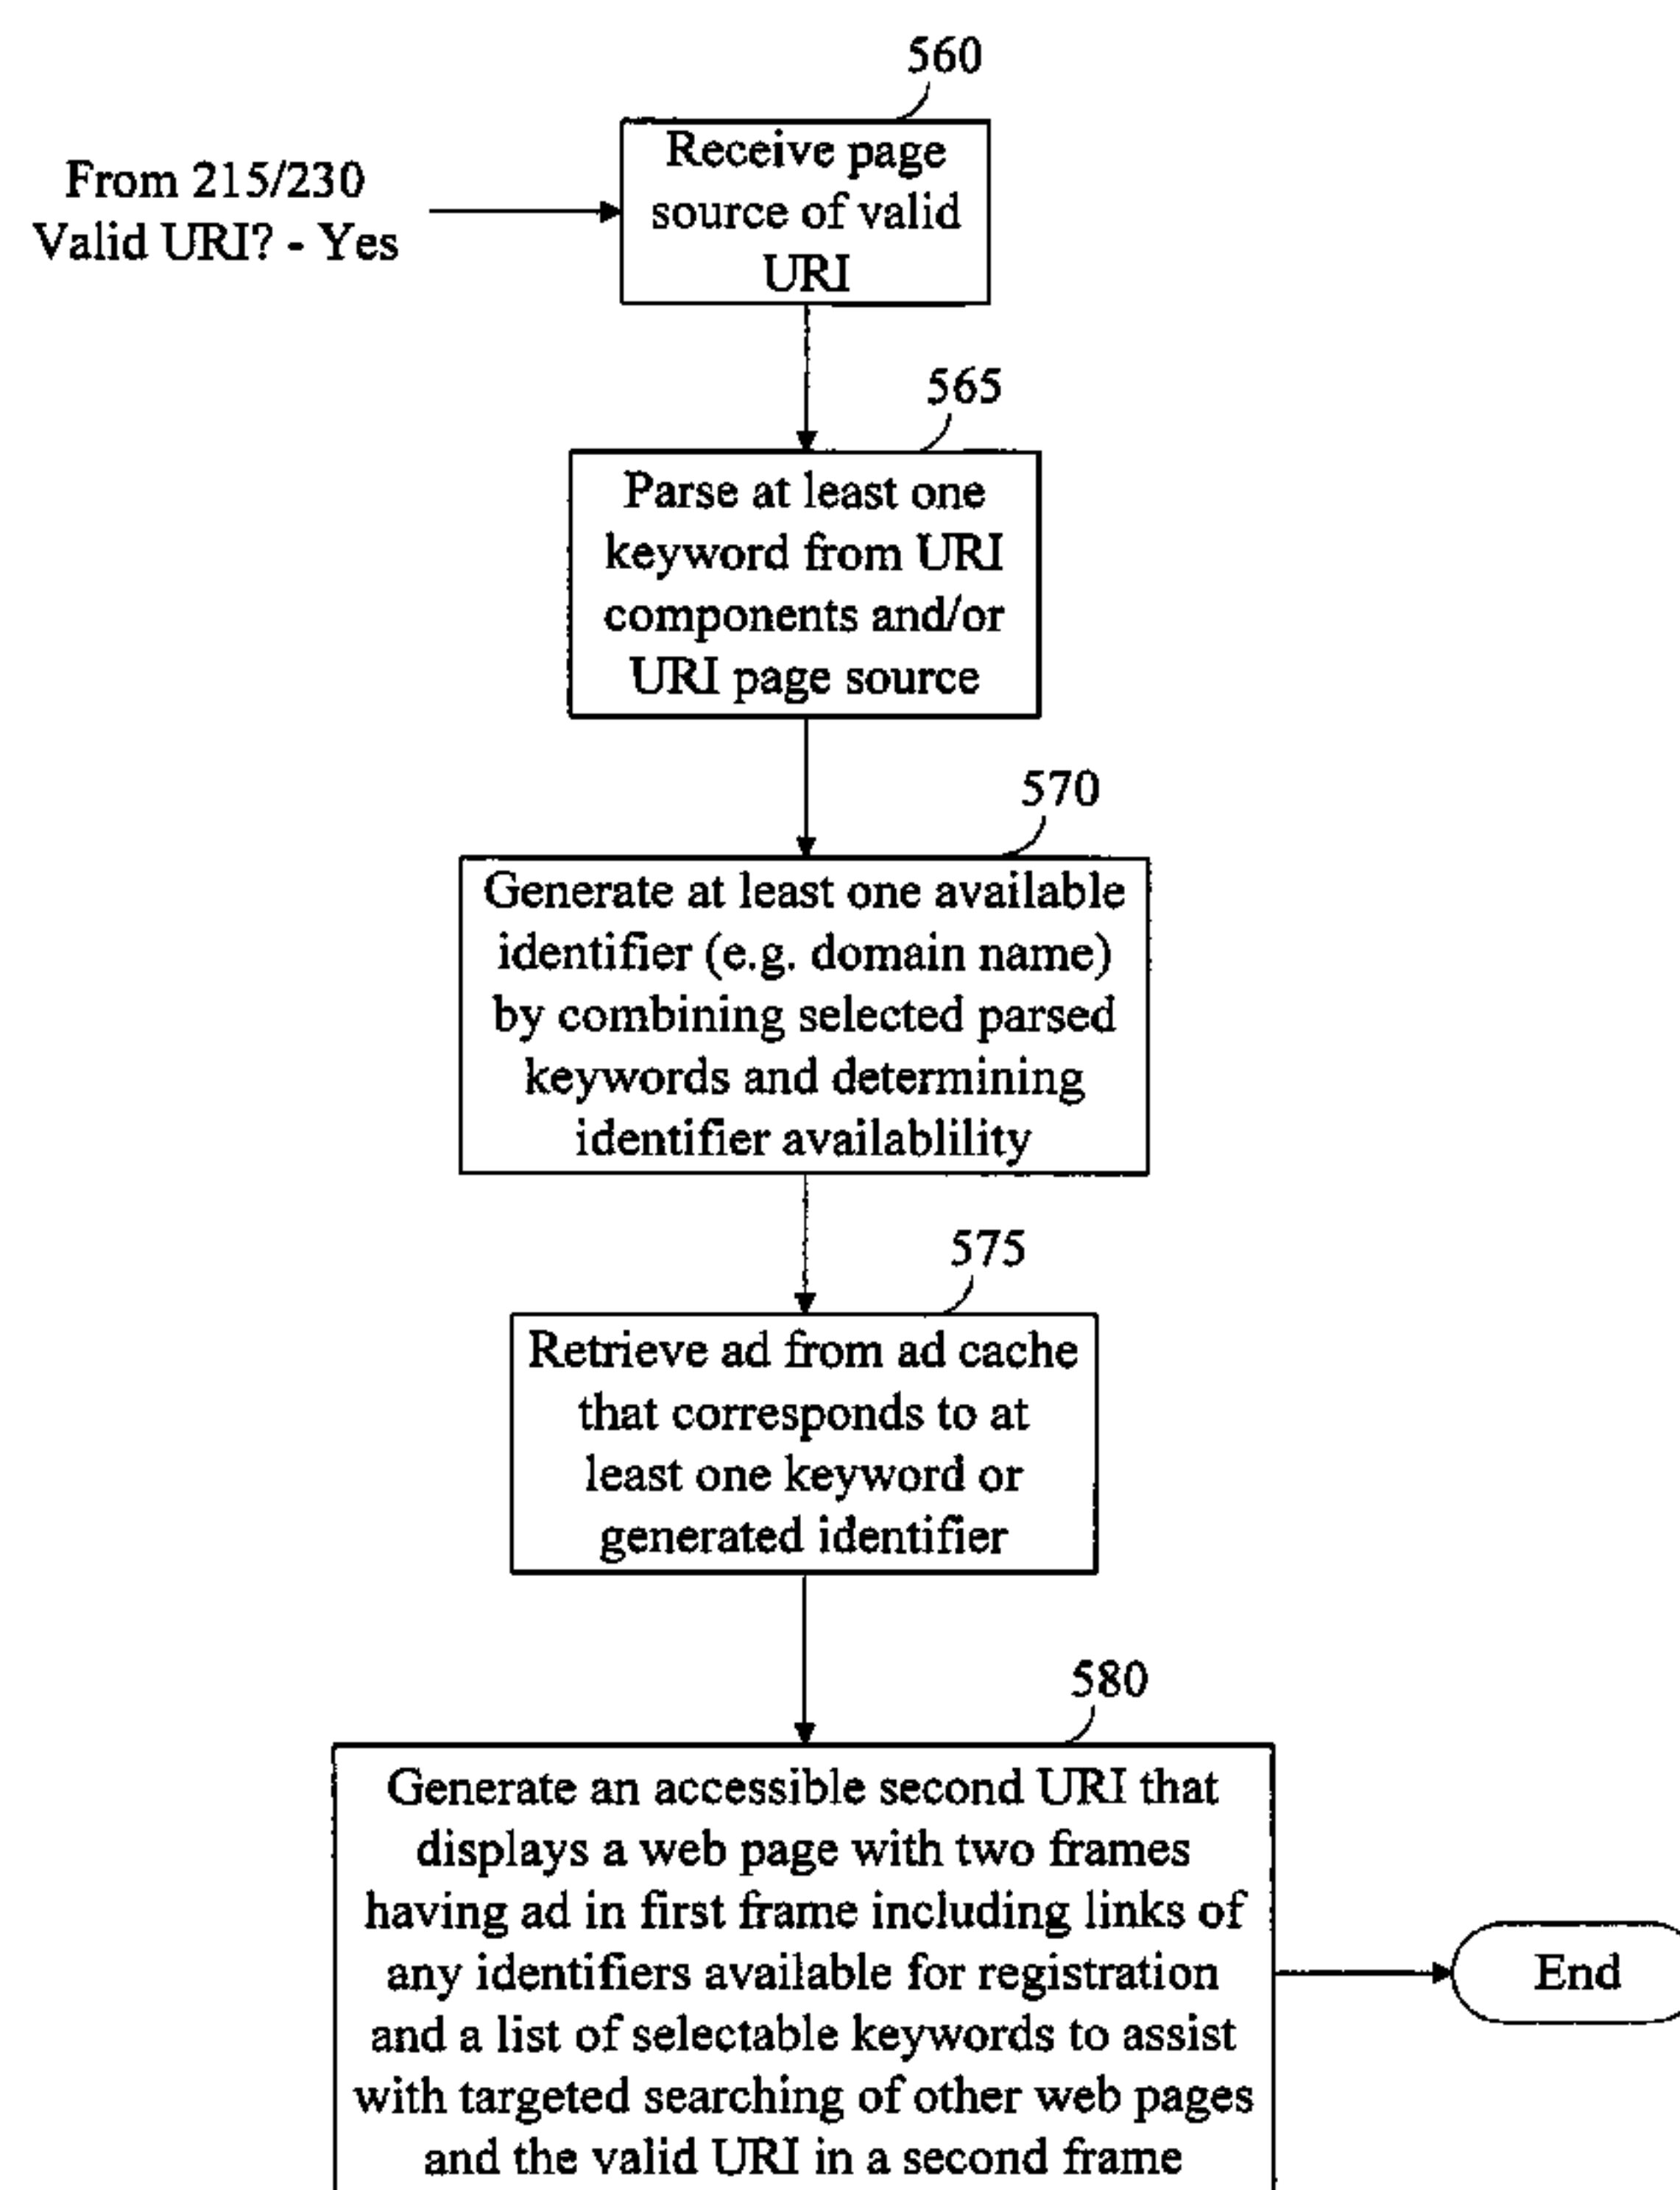 560
From 215/230
Valid URI? - Yes
Receive page
source of valid
URI
565
Parse at least one
keyword from URI
components and/or
URI page source
570
Generate at least one available
identifier (e.g. domain name)
by combining selected parsed
keywords and determining
identifier availablility
575
Retrieve ad from ad cache
that corresponds to at
least one keyword or
generated identifier
580
Generate an accessible second URI that
displays a web page with two frames
having ad in first frame including links of
any identifiers available for registration
and a list of selectable keywords to assist
with targeted searching of other web pages
and the valid URI in a second frame
End